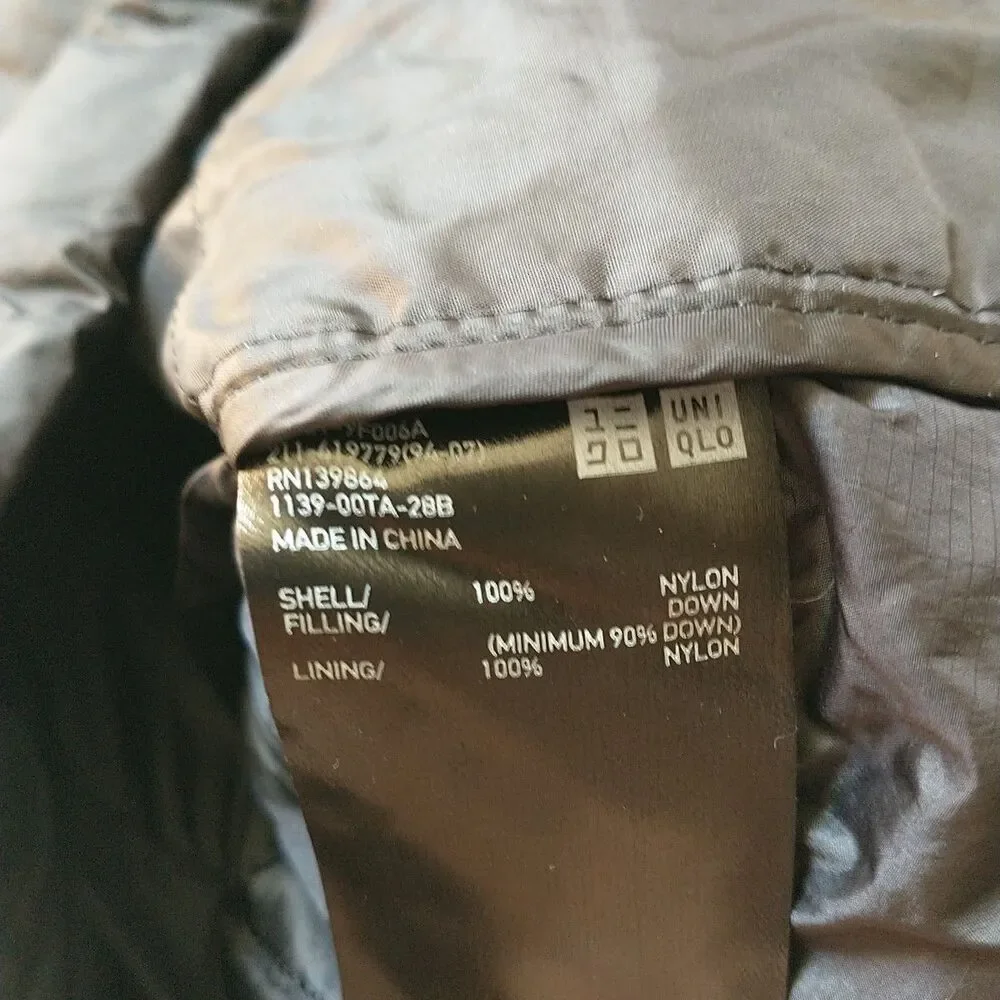 ユニ
クロ
UNI
QLO
RN139864
1139-00TA-28B
MADE IN CHINA
SHELL/ 100% NYLON
FILLING/ DOWN
(MINIMUM 90% DOWN)
LINING/ 100% NYLON